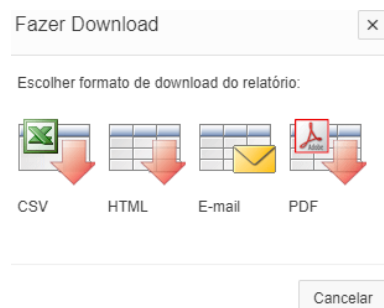 Fazer Download
Escolher formato de download do relatório:
CSV HTML E-mail PDF
Cancelar